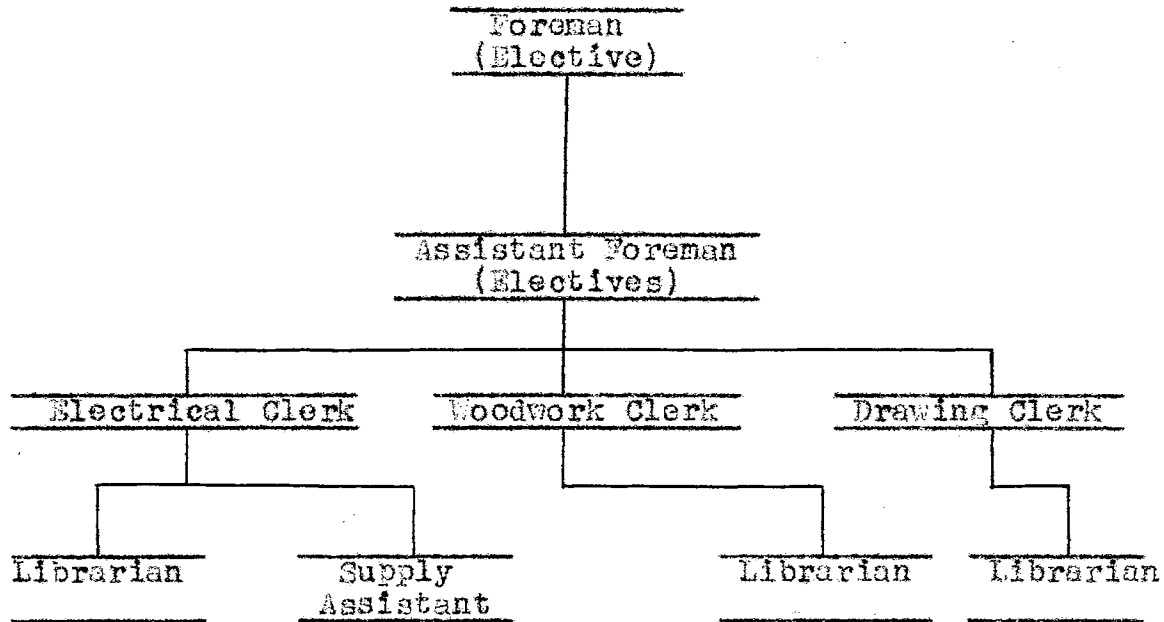 Foreman
(Elective)
Assistant Foreman
(Electives)
Electrical Clerk
Woodwork Clerk
Drawing Clerk
Librarian
Supply
Assistant
Librarian
Librarian